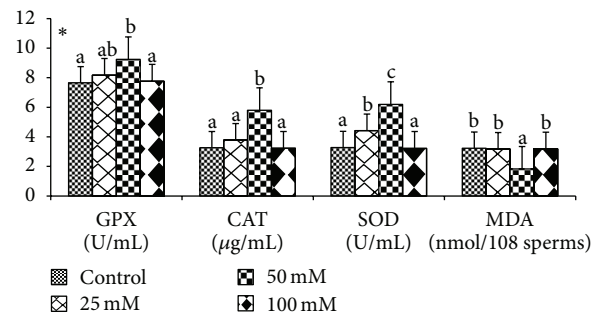 12
10
8
6
4
2
0
*
a
ab
b
a
a
a
b
a
a
b
c
a
b
b
a
b
GPX
(U/mL)
CAT
(μg/mL)
SOD
(U/mL)
MDA
(nmol/108 sperms)
Control
25 mM
50 mM
100 mM